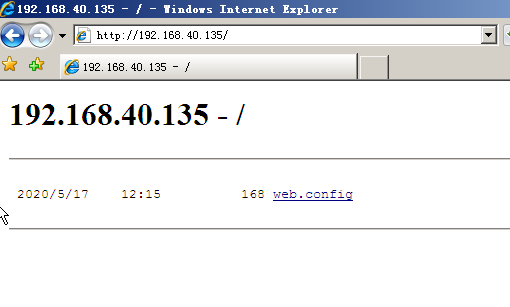 192.168.40.135 - / - Windows Internet Explorer
http://192.168.40.135/
192.168.40.135 - /
192.168.40.135 - /
2020/5/17 12:15 168 web.config